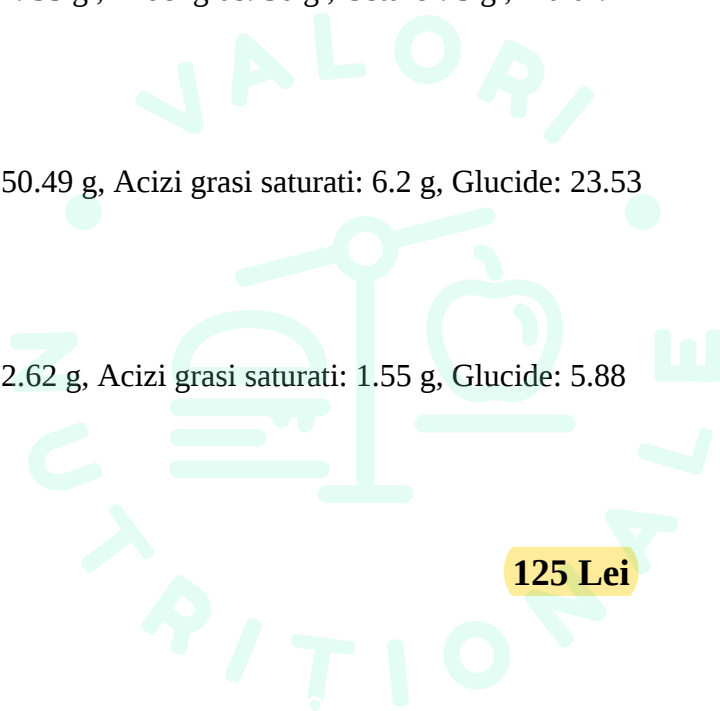 VALORI
50.49 g, Acizi grasi saturati: 6.2 g, Glucide: 23.53
2.62 g, Acizi grasi saturati: 1.55 g, Glucide: 5.88
125 Lei
NUTRITIONALE